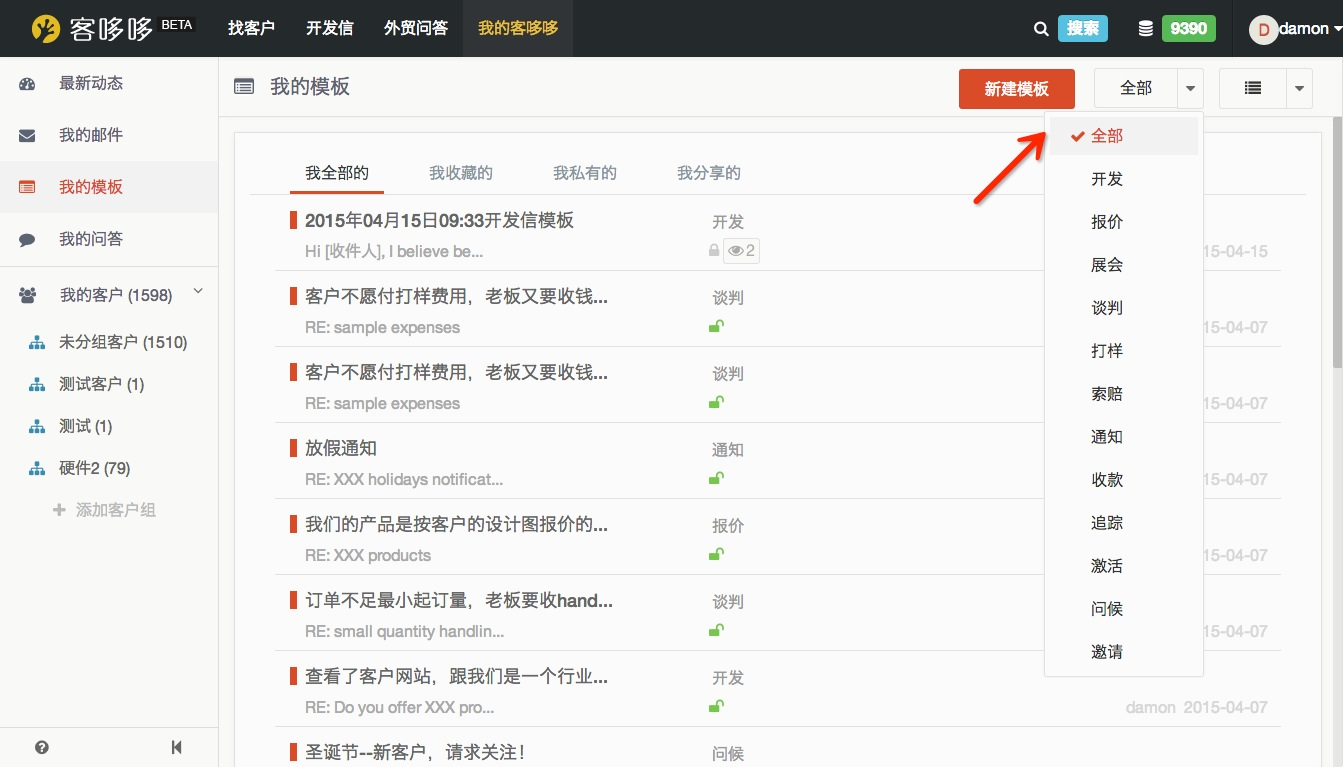 客哆哆 BETA 找客户 开发信 外贸问答 我的客哆哆 搜索 9390 D damon
最新动态
我的邮件
我的模板
我的问答
我的客户 (1598)
未分组客户 (1510)
测试客户 (1)
测试 (1)
硬件2 (79)
添加客户组
我的模板 新建模板 全部
我全部的 我收藏的 我私有的 我分享的
2015年04月15日09:33开发信模板 开发
Hi [收件人], I believe be... 2 15-04-15
客户不愿付打样费用，老板又要收钱... 谈判
RE: sample expenses 15-04-07
客户不愿付打样费用，老板又要收钱... 谈判
RE: sample expenses 15-04-07
放假通知 通知
RE: XXX holidays notificat... 15-04-07
我们的产品是按客户的设计图报价的... 报价
RE: XXX products 15-04-07
订单不足最小起订量，老板要收hand... 谈判
RE: small quantity handlin... 15-04-07
查看了客户网站，跟我们是一个行业... 开发
RE: Do you offer XXX pro... damon 2015-04-07
圣诞节--新客户，请求关注！ 问候
全部
开发
报价
展会
谈判
打样
索赔
通知
收款
追踪
激活
问候
邀请